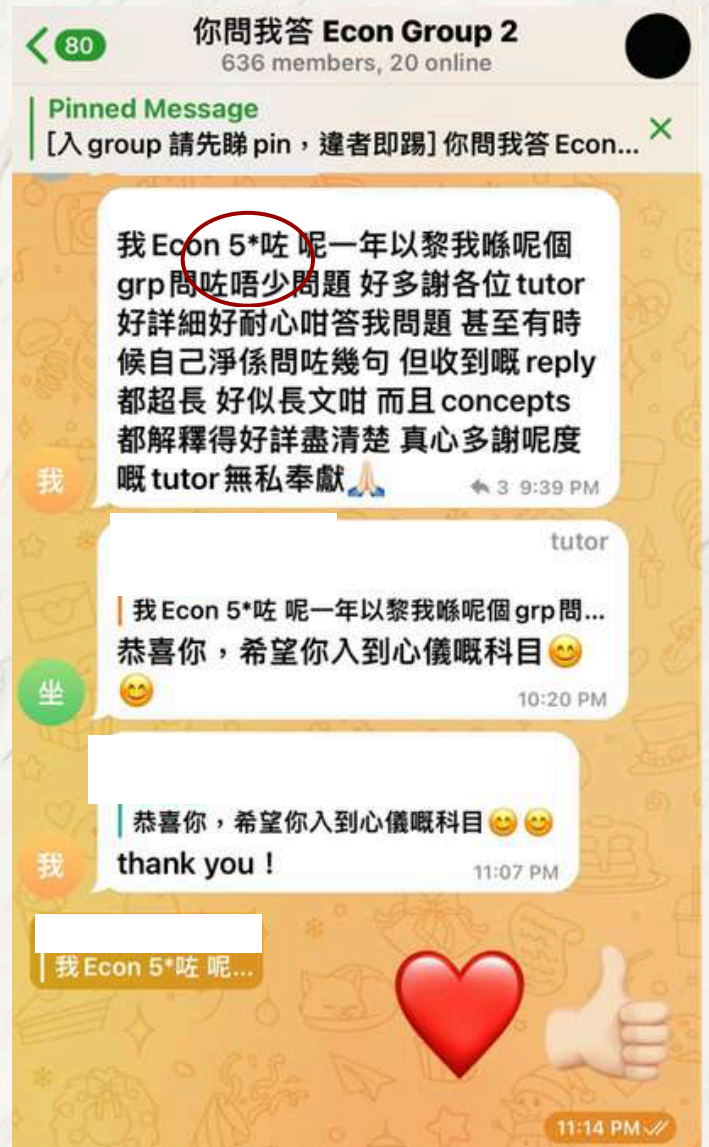 80
你問我答 Econ Group 2
636 members, 20 online
Pinned Message
[入 group 請先睇 pin，違者即踢] 你問我答 Econ...
我 Econ 5*咗 呢一年以黎我喺呢個
grp 問咗唔少問題 好多謝各位 tutor
好詳細好耐心咁答我問題 甚至有時
候自己淨係問咗幾句 但收到嘅 reply
都超長 好似長文咁 而且 concepts
都解釋得好詳盡清楚 真心多謝呢度
嘅 tutor 無私奉獻🙏🏻
3 9:39 PM
我
tutor
我 Econ 5*咗 呢一年以黎我喺呢個 grp 問...
恭喜你，希望你入到心儀嘅科目😊
😊
10:20 PM
坐
恭喜你，希望你入到心儀嘅科目😊😊
thank you！
11:07 PM
我
我 Econ 5*咗 呢...
11:14 PM